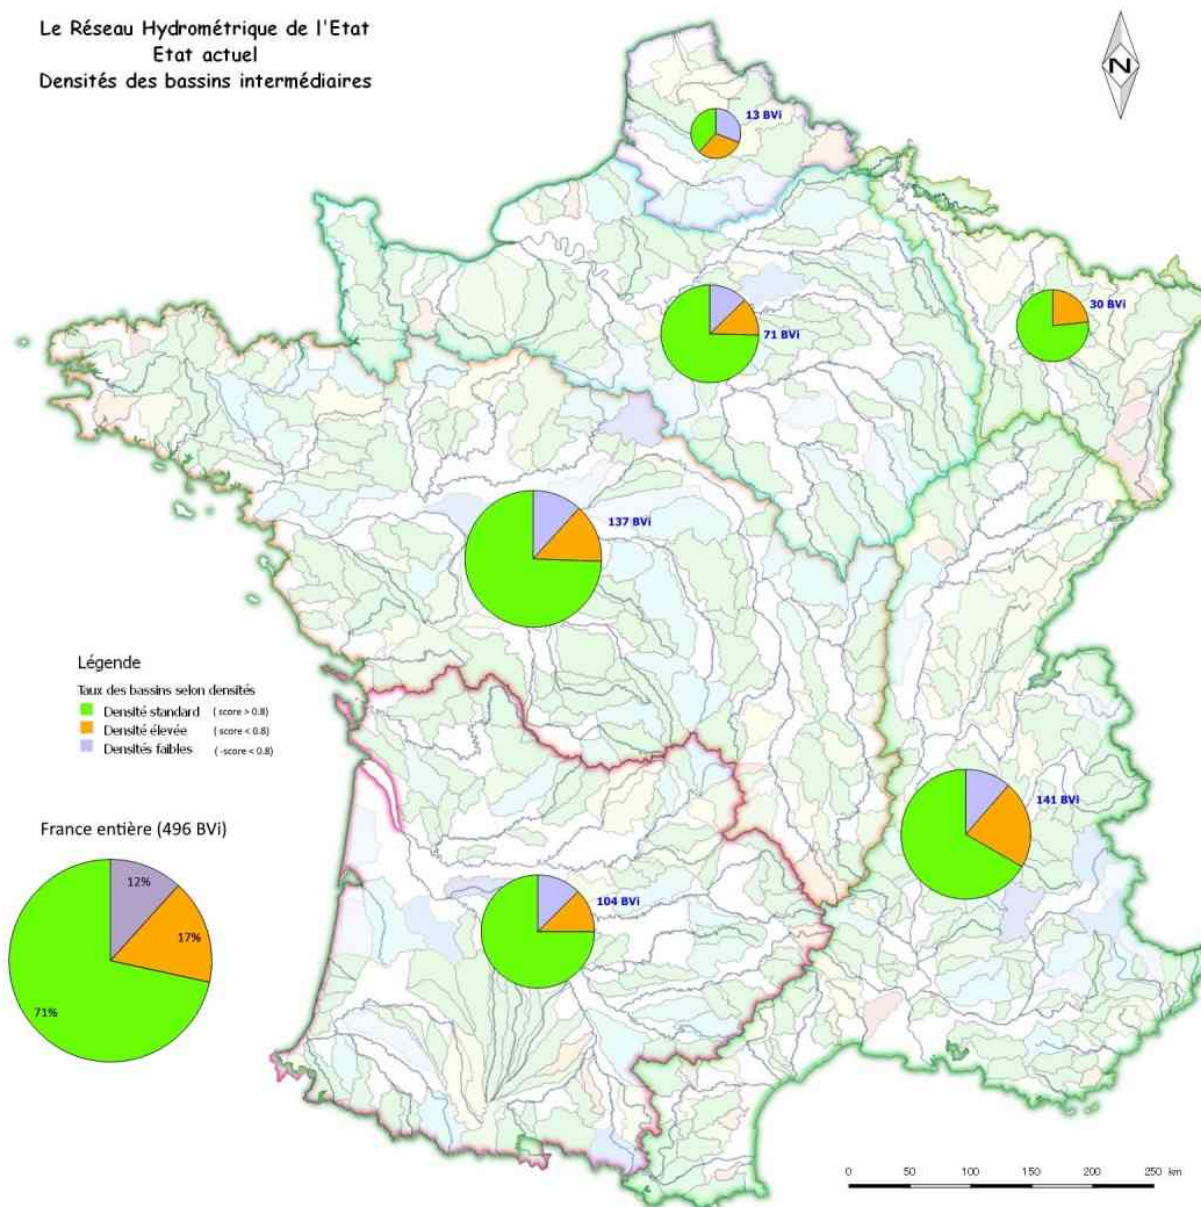 Le Réseau Hydrométrique de l'Etat
Etat actuel
Densités des bassins intermédiaires
N
13 BVi
30 BVi
71 BVi
137 BVi
Légende
Taux des bassins selon densités
Densité standard ( score > 0.8)
Densité élevée ( score < 0.8)
Densités faibles ( -score < 0.8)
141 BVi
France entière (496 BVi)
12%
17%
71%
104 BVi
0 50 100 150 200 250 km